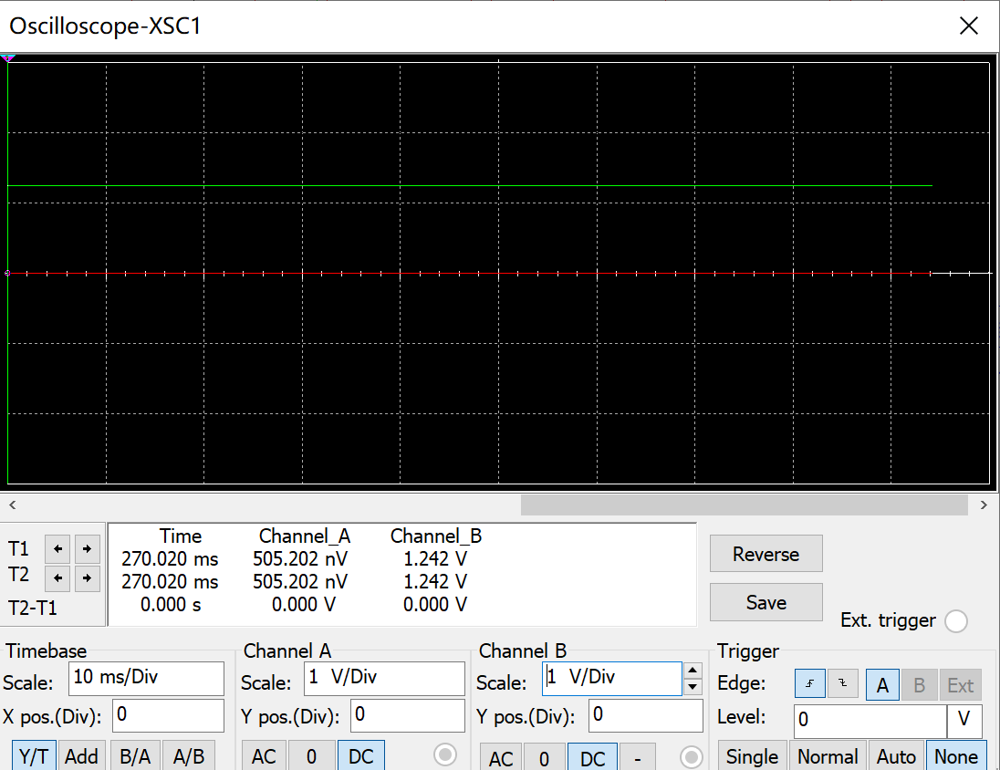 Oscilloscope-XSC1
Time Channel_A Channel_B
T1 270.020 ms 505.202 nV 1.242 V
T2 270.020 ms 505.202 nV 1.242 V
T2-T1 0.000 s 0.000 V 0.000 V
Reverse
Save
Ext. trigger
Timebase
Scale: 10 ms/Div
X pos.(Div): 0
Y/T Add B/A A/B
Channel A
Scale: 1 V/Div
Y pos.(Div): 0
AC 0 DC
Channel B
Scale: 1 V/Div
Y pos.(Div): 0
AC 0 DC -
Trigger
Edge: A B Ext
Level: 0 V
Single Normal Auto None